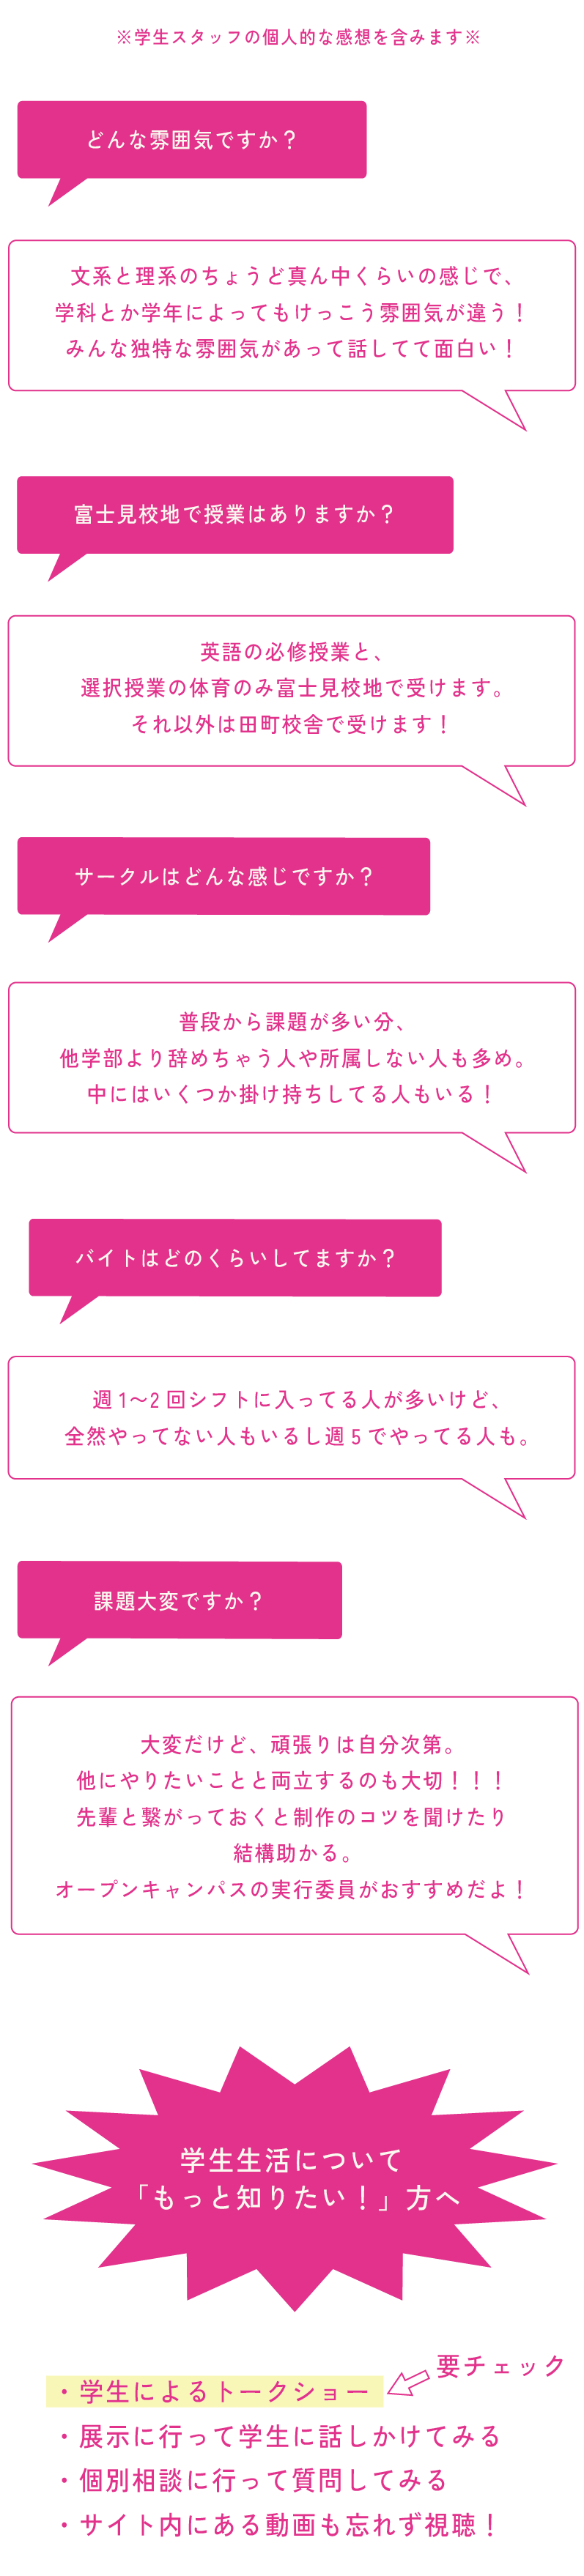 ※学生スタッフの個人的な感想を含みます※
どんな雰囲気ですか？
文系と理系のちょうど真ん中くらいの感じで、
学科とか学年によってもけっこう雰囲気が違う！
みんな独特な雰囲気があって話してて面白い！
富士見校地で授業はありますか？
英語の必修授業と、
選択授業の体育のみ富士見校地で受けます。
それ以外は田町校舎で受けます！
サークルはどんな感じですか？
普段から課題が多い分、
他学部より辞めちゃう人や所属しない人も多め。
中にはいくつか掛け持ちしてる人もいる！
バイトはどのくらいしてますか？
週1〜2回シフトに入ってる人が多いけど、
全然やってない人もいるし週5でやってる人も。
課題大変ですか？
大変だけど、頑張りは自分次第。
他にやりたいことと両立するのも大切！！！
先輩と繋がっておくと制作のコツを聞けたり
結構助かる。
オープンキャンパスの実行委員がおすすめだよ！
学生生活について
「もっと知りたい！」方へ
要チェック
・学生によるトークショー
・展示に行って学生に話しかけてみる
・個別相談に行って質問してみる
・サイト内にある動画も忘れず視聴！